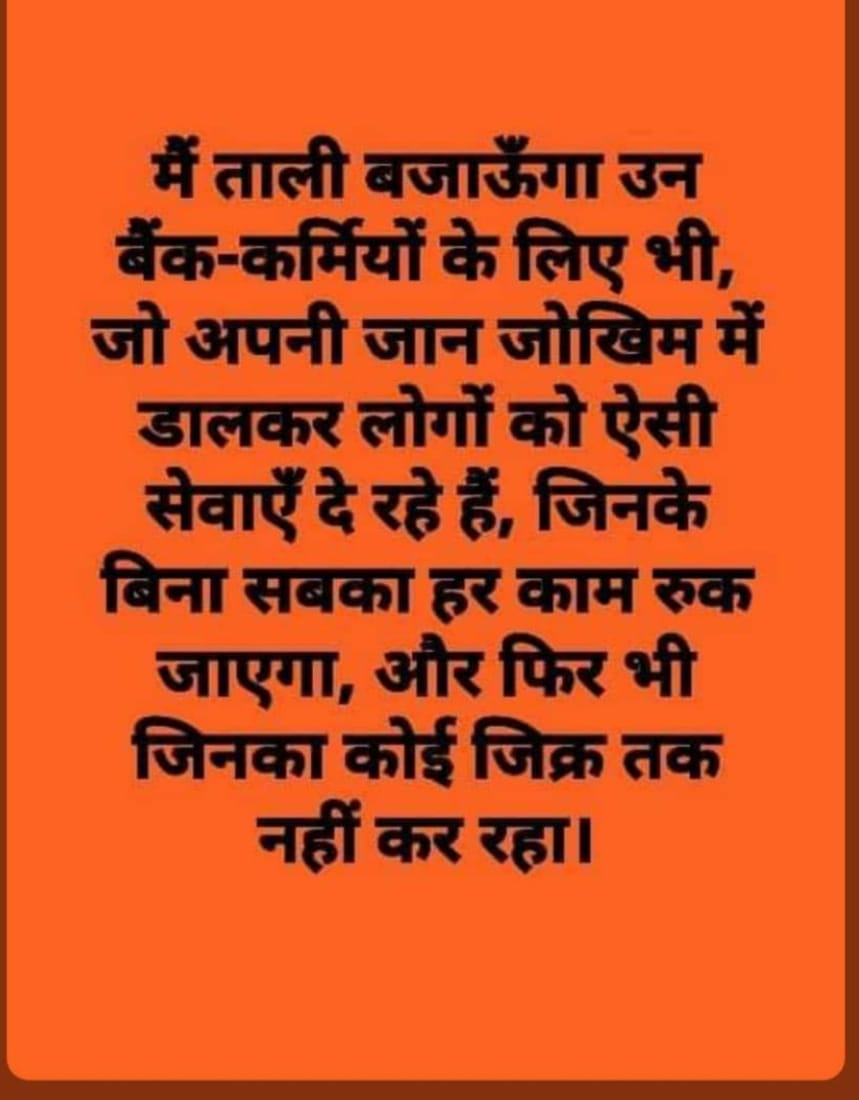 मैं ताली बजाऊँगा उन
बैंक-कर्मियों के लिए भी,
जो अपनी जान जोखिम में
डालकर लोगों को ऐसी
सेवाएँ दे रहे हैं, जिनके
बिना सबका हर काम रुक
जाएगा, और फिर भी
जिनका कोई जिक्र तक
नहीं कर रहा।